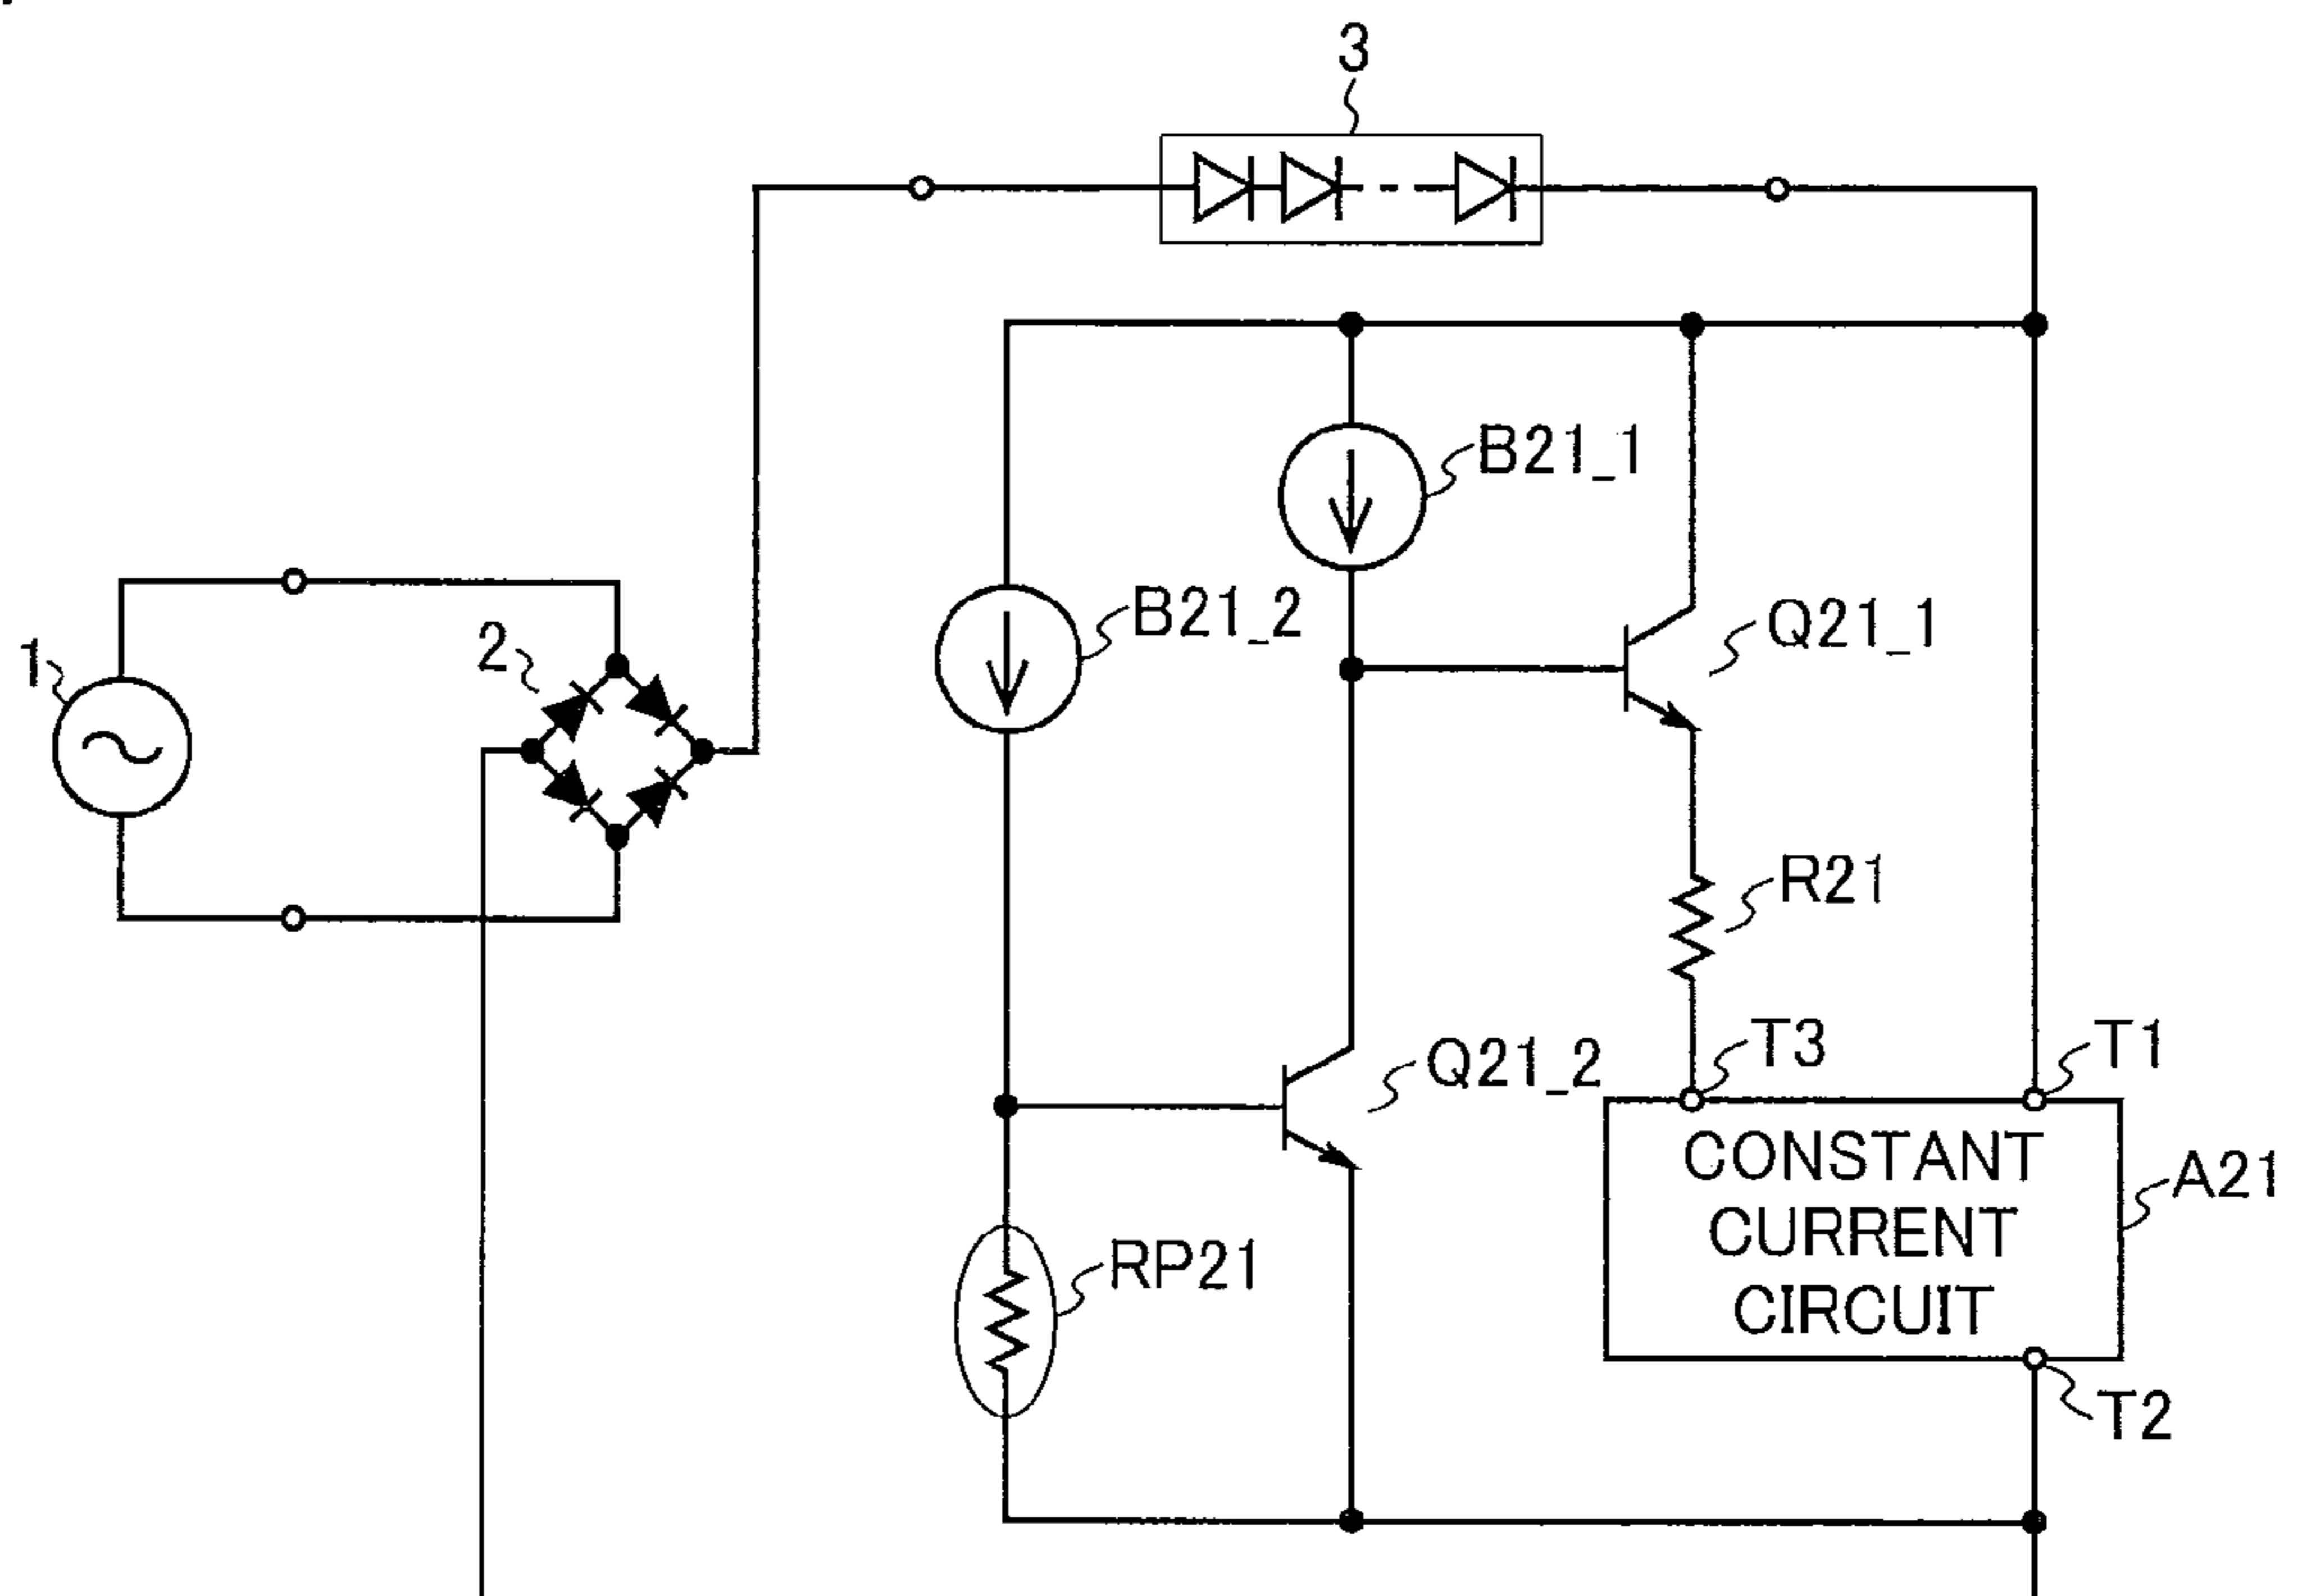 3
B21_1
B21_2
Q21_1
2
1
R21
T3
T1
Q21_2
CONSTANT
CURRENT
CIRCUIT
A21
RP21
T2